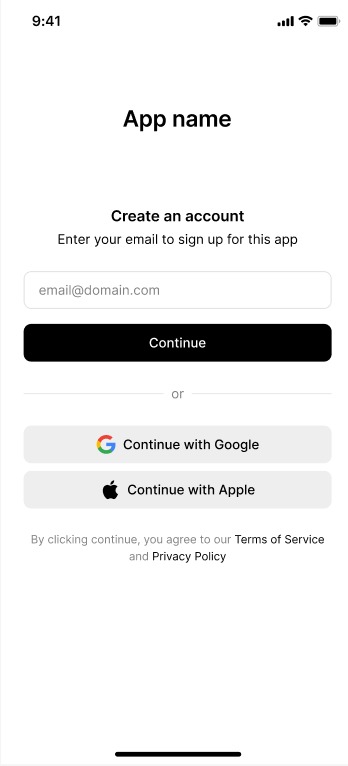 9:41
App name
Create an account
Enter your email to sign up for this app
email@domain.com
Continue
or
Continue with Google
Continue with Apple
By clicking continue, you agree to our Terms of Service
and Privacy Policy